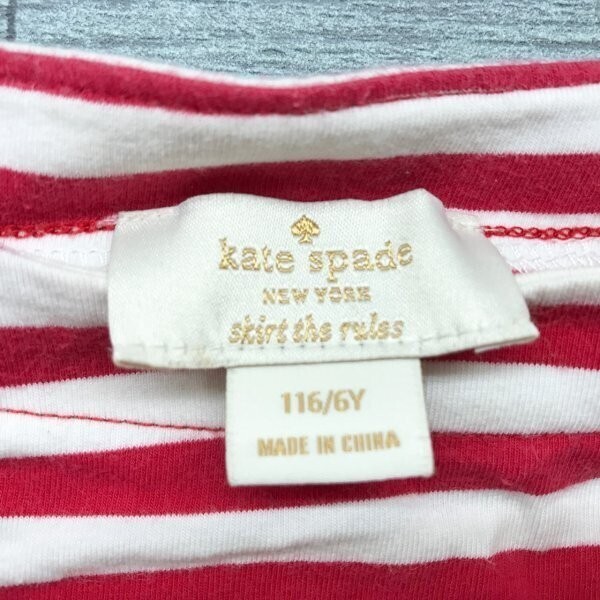 kate spade
NEW YORK
skirt the rules
116/6Y
MADE IN CHINA